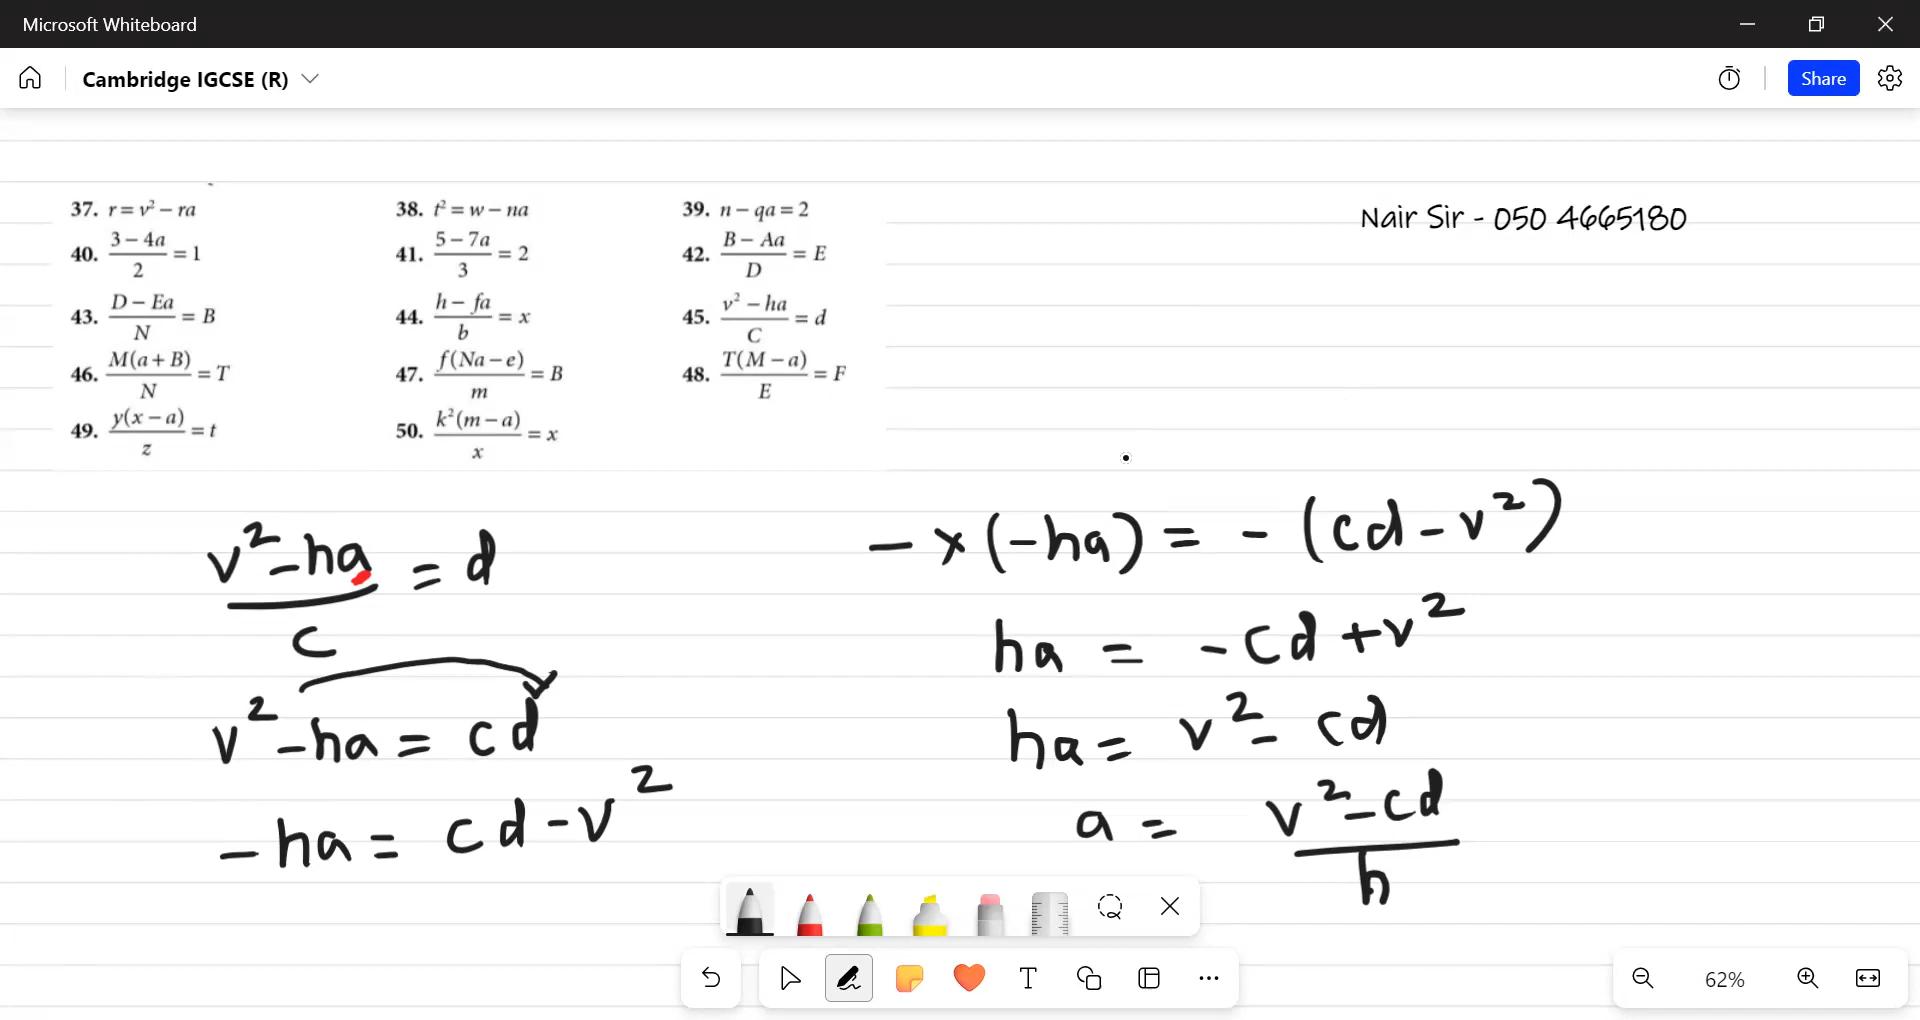 Microsoft Whiteboard
Cambridge IGCSE (R)
Share
37. r = v² − ra
38. t² = w − na
39. n − qa = 2
40. (3 − 4a)/2 = 1
41. (5 − 7a)/3 = 2
42. (B − Aa)/D = E
43. (D − Ea)/N = B
44. (h − fa)/b = x
45. (v² − ha)/C = d
46. M(a + B)/N = T
47. f(Na − e)/m = B
48. T(M − a)/E = F
49. y(x − a)/z = t
50. k²(m − a)/x = x
Nair Sir - 050 4665180
(v² − ha)/c = d
v² − ha = cd
−ha = cd − v²
− × (−ha) = −(cd − v²)
ha = −cd + v²
ha = v² − cd
a = (v² − cd)/h
T
62%